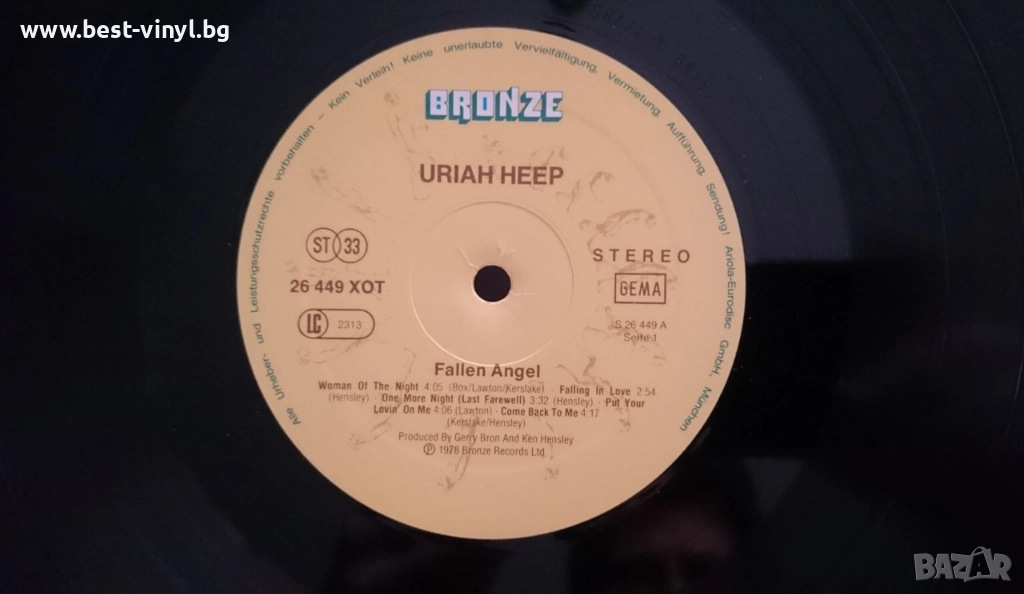 www.best-vinyl.bg
Alle Urheber- und Leistungsschutzrechte vorbehalten – Kein Verleih! Keine unerlaubte Vervielfältigung, Vermietung, Aufführung, Sendung! Ariola-Eurodisc GmbH, München
BRONZE
URIAH HEEP
ST 33
STEREO
26 449 XOT
GEMA
LC 2313
S 26 449 A
Seite 1
Fallen Angel
Woman Of The Night 4:05 (Box/Lawton/Kerslake) · Falling In Love 2:54
(Hensley) · One More Night (Last Farewell) 3:32 (Hensley) · Put Your
Lovin' On Me 4:06 (Lawton) · Come Back To Me 4:17
(Kerslake/Hensley)
Produced By Gerry Bron And Ken Hensley
Ⓟ 1978 Bronze Records Ltd.
BAZAR